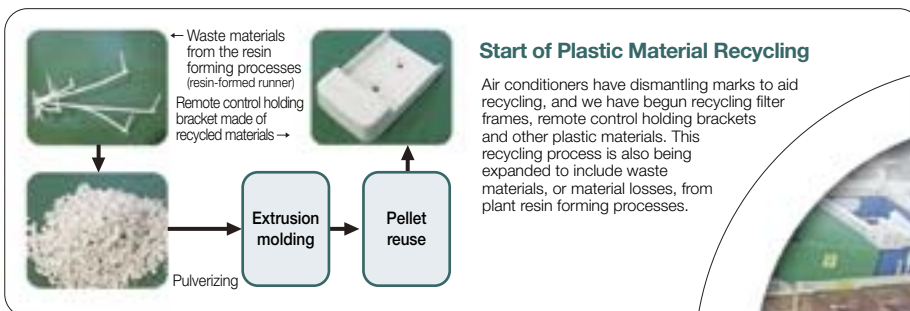 ← Waste materials
from the resin
forming processes
(resin-formed runner)
Remote control holding
bracket made of
recycled materials →
Pulverizing
Extrusion
molding
Pellet
reuse
Start of Plastic Material Recycling
Air conditioners have dismantling marks to aid
recycling, and we have begun recycling filter
frames, remote control holding brackets
and other plastic materials. This
recycling process is also being
expanded to include waste
materials, or material losses, from
plant resin forming processes.